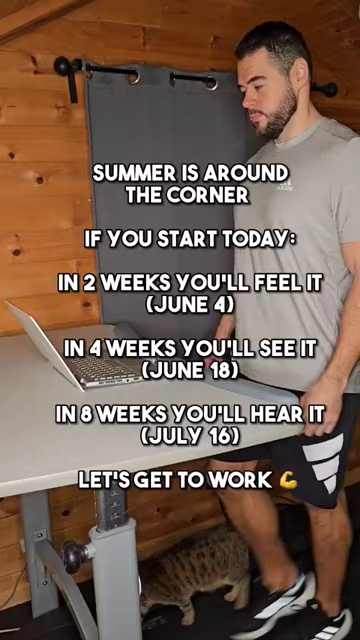 SUMMER IS AROUND
THE CORNER
IF YOU START TODAY:
IN 2 WEEKS YOU'LL FEEL IT
(JUNE 4)
IN 4 WEEKS YOU'LL SEE IT
(JUNE 18)
IN 8 WEEKS YOU'LL HEAR IT
(JULY 16)
LET'S GET TO WORK 💪